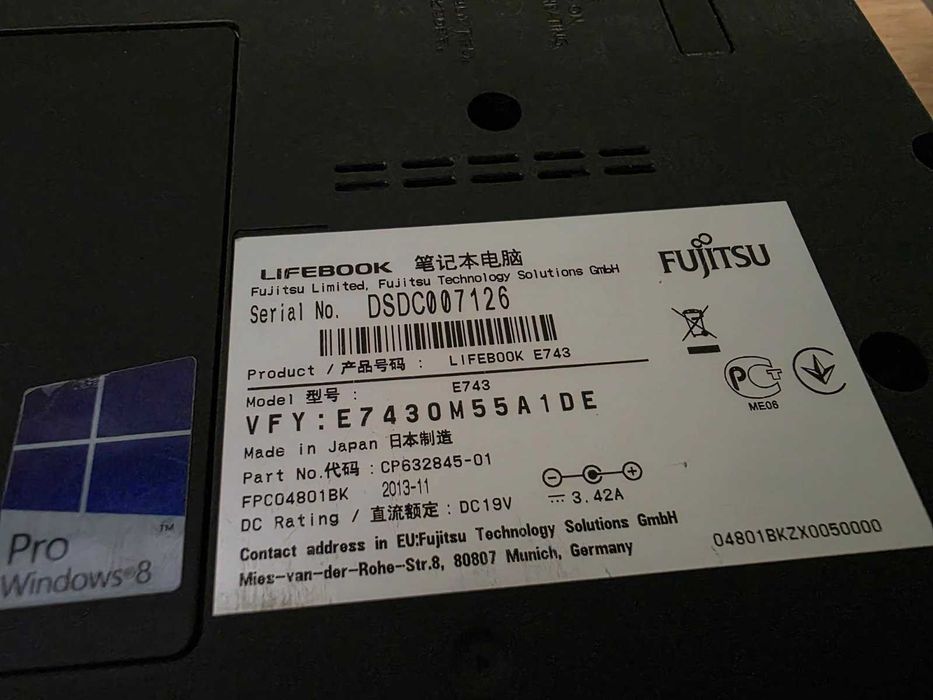 LIFEBOOK 笔记本电脑
FUJITSU
Fujitsu Limited, Fujitsu Technology Solutions GmbH
Serial No. DSDC007126
Product / 产品号码 : LIFEBOOK E743
Model 型号 : E743
VFY:E7430M55A1DE
Made in Japan 日本制造
Part No.代码 : CP632845-01
FPC04801BK 2013-11
DC Rating / 直流额定 : DC19V 3.42A
Contact address in EU:Fujitsu Technology Solutions GmbH
Mies-van-der-Rohe-Str.8, 80807 Munich, Germany
04801BKZX0050000
ME06
Pro
Windows®8
TM